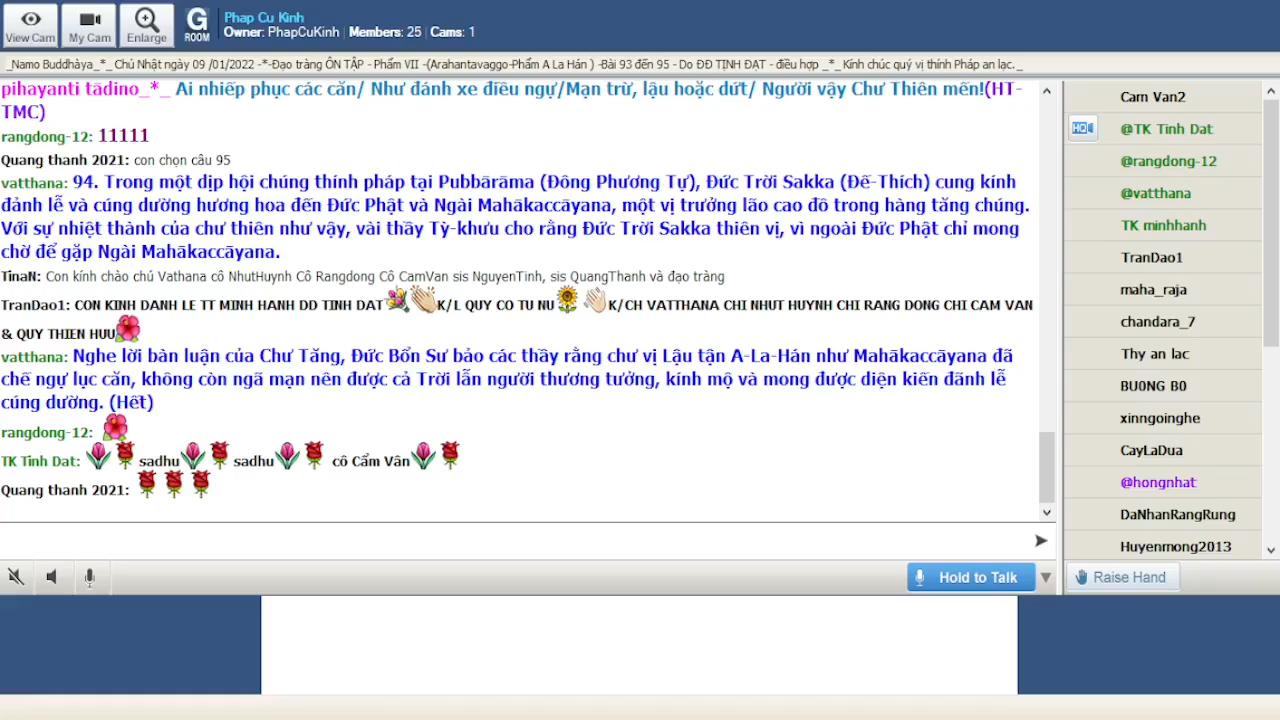 View Cam
My Cam
Enlarge
G
ROOM
Phap Cu Kinh
Owner: PhapCuKinh | Members: 25 | Cams: 1
_Namo Buddhàya_*_ Chủ Nhật ngày 09 /01/2022 -*-Đạo tràng ÔN TẬP - Phẩm VII -(Arahantavaggo-Phẩm A La Hán ) -Bài 93 đến 95 - Do ĐĐ TỊNH ĐẠT - điều hợp _*_ Kính chúc quý vị thính Pháp an lạc._
pihayanti tādino_*_ Ai nhiếp phục các căn/ Như đánh xe điều ngự/Mạn trừ, lậu hoặc dứt/ Người vậy Chư Thiên mến!(HT-
TMC)
rangdong-12: 11111
Quang thanh 2021: con chọn câu 95
vatthana: 94. Trong một dịp hội chúng thính pháp tại Pubbārāma (Đông Phương Tự), Đức Trời Sakka (Đế-Thích) cung kính
đảnh lễ và cúng dường hương hoa đến Đức Phật và Ngài Mahākaccāyana, một vị trưởng lão cao đồ trong hàng tăng chúng.
Với sự nhiệt thành của chư thiên như vậy, vài thầy Tỳ-khưu cho rằng Đức Trời Sakka thiên vị, vì ngoài Đức Phật chỉ mong
chờ để gặp Ngài Mahākaccāyana.
TinaN: Con kính chào chú Vathana cô NhutHuynh Cô Rangdong Cô CamVan sis NguyenTinh, sis QuangThanh và đạo tràng
TranDao1: CON KINH DANH LE TT MINH HANH DD TINH DAT K/L QUY CO TU NU K/CH VATTHANA CHI NHUT HUYNH CHI RANG DONG CHI CAM VAN
& QUY THIEN HUU
vatthana: Nghe lời bàn luận của Chư Tăng, Đức Bổn Sư bảo các thầy rằng chư vị Lậu tận A-La-Hán như Mahākaccāyana đã
chế ngự lục căn, không còn ngã mạn nên được cả Trời lẫn người thương tưởng, kính mộ và mong được diện kiến đãnh lễ
cúng dường. (Hết)
rangdong-12:
TK Tinh Dat: sadhu sadhu cô Cẩm Vân
Quang thanh 2021:
Hold to Talk
Cam Van2
HD
@TK Tinh Dat
@rangdong-12
@vatthana
TK minhhanh
TranDao1
maha_raja
chandara_7
Thy an lac
BU0NG B0
xinngoinghe
CayLaDua
@hongnhat
DaNhanRangRung
Huyenmong2013
Raise Hand